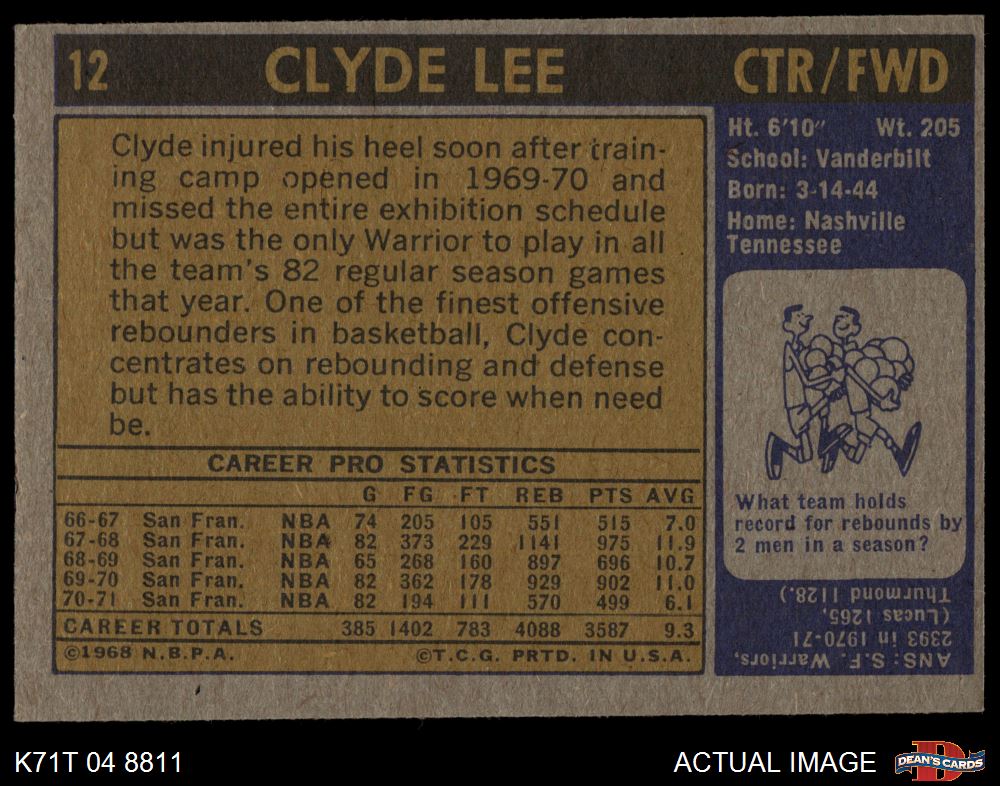 12 CLYDE LEE CTR/FWD
Clyde injured his heel soon after train-
ing camp opened in 1969-70 and
missed the entire exhibition schedule
but was the only Warrior to play in all
the team's 82 regular season games
that year. One of the finest offensive
rebounders in basketball, Clyde con-
centrates on rebounding and defense
but has the ability to score when need
be.
CAREER PRO STATISTICS
G FG FT REB PTS AVG
66-67 San Fran. NBA 74 205 105 551 515 7.0
67-68 San Fran. NBA 82 373 229 1141 975 11.9
68-69 San Fran. NBA 65 268 160 897 696 10.7
69-70 San Fran. NBA 82 362 178 929 902 11.0
70-71 San Fran. NBA 82 194 111 570 499 6.1
CAREER TOTALS 385 1402 783 4088 3587 9.3
©1968 N.B.P.A. ©T.C.G. PRTD. IN U.S.A.
Ht. 6'10" Wt. 205
School: Vanderbilt
Born: 3-14-44
Home: Nashville
Tennessee
What team holds
record for rebounds by
2 men in a season?
ANS: S.F. Warriors,
2393 in 1970-71
(Lucas 1265,
Thurmond 1128.)
K71T 04 8811 ACTUAL IMAGE
D
DEAN'S CARDS